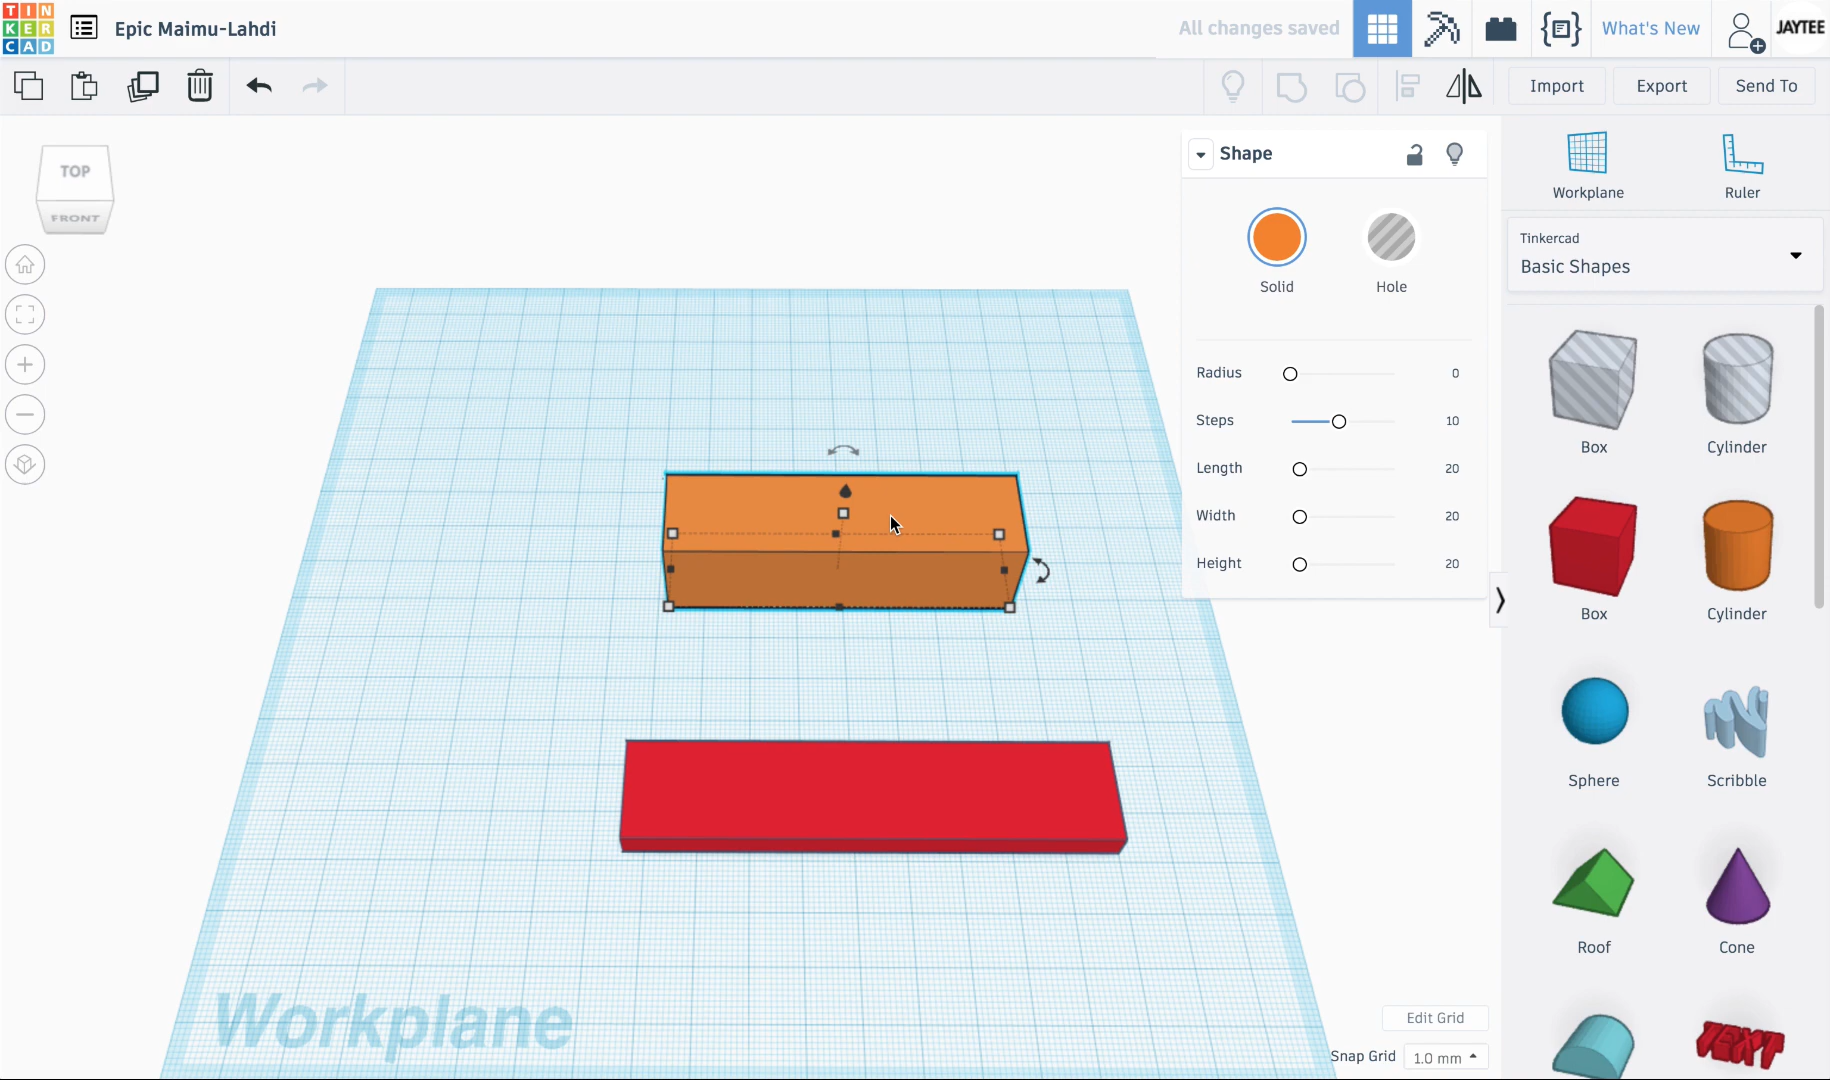 TIN
KER
CAD
Epic Maimu-Lahdi
All changes saved
What's New
JAYTEE
Import
Export
Send To
TOP
FRONT
Shape
Solid
Hole
Radius 0
Steps 10
Length 20
Width 20
Height 20
Workplane
Ruler
Tinkercad
Basic Shapes
Box
Cylinder
Box
Cylinder
Sphere
Scribble
Roof
Cone
TEXT
Workplane
Edit Grid
Snap Grid 1.0 mm